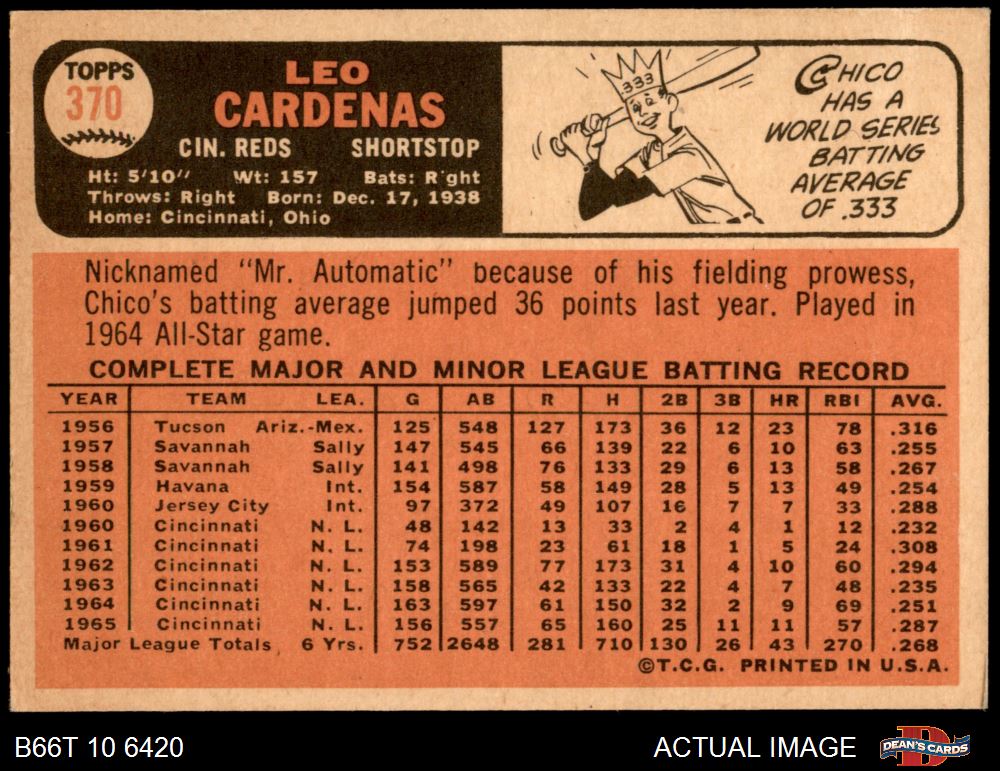 TOPPS
370
LEO
CARDENAS
CIN. REDS SHORTSTOP
Ht: 5'10" Wt: 157 Bats: Right
Throws: Right Born: Dec. 17, 1938
Home: Cincinnati, Ohio
.333
CHICO
HAS A
WORLD SERIES
BATTING
AVERAGE
OF .333
Nicknamed "Mr. Automatic" because of his fielding prowess,
Chico's batting average jumped 36 points last year. Played in
1964 All-Star game.
COMPLETE MAJOR AND MINOR LEAGUE BATTING RECORD
YEAR TEAM LEA. G AB R H 2B 3B HR RBI AVG.
1956 Tucson Ariz.-Mex. 125 548 127 173 36 12 23 78 .316
1957 Savannah Sally 147 545 66 139 22 6 10 63 .255
1958 Savannah Sally 141 498 76 133 29 6 13 58 .267
1959 Havana Int. 154 587 58 149 28 5 13 49 .254
1960 Jersey City Int. 97 372 49 107 16 7 7 33 .288
1960 Cincinnati N. L. 48 142 13 33 2 4 1 12 .232
1961 Cincinnati N. L. 74 198 23 61 18 1 5 24 .308
1962 Cincinnati N. L. 153 589 77 173 31 4 10 60 .294
1963 Cincinnati N. L. 158 565 42 133 22 4 7 48 .235
1964 Cincinnati N. L. 163 597 61 150 32 2 9 69 .251
1965 Cincinnati N. L. 156 557 65 160 25 11 11 57 .287
Major League Totals 6 Yrs. 752 2648 281 710 130 26 43 270 .268
©T.C.G. PRINTED IN U.S.A.
B66T 10 6420
ACTUAL IMAGE
DEAN'S CARDS